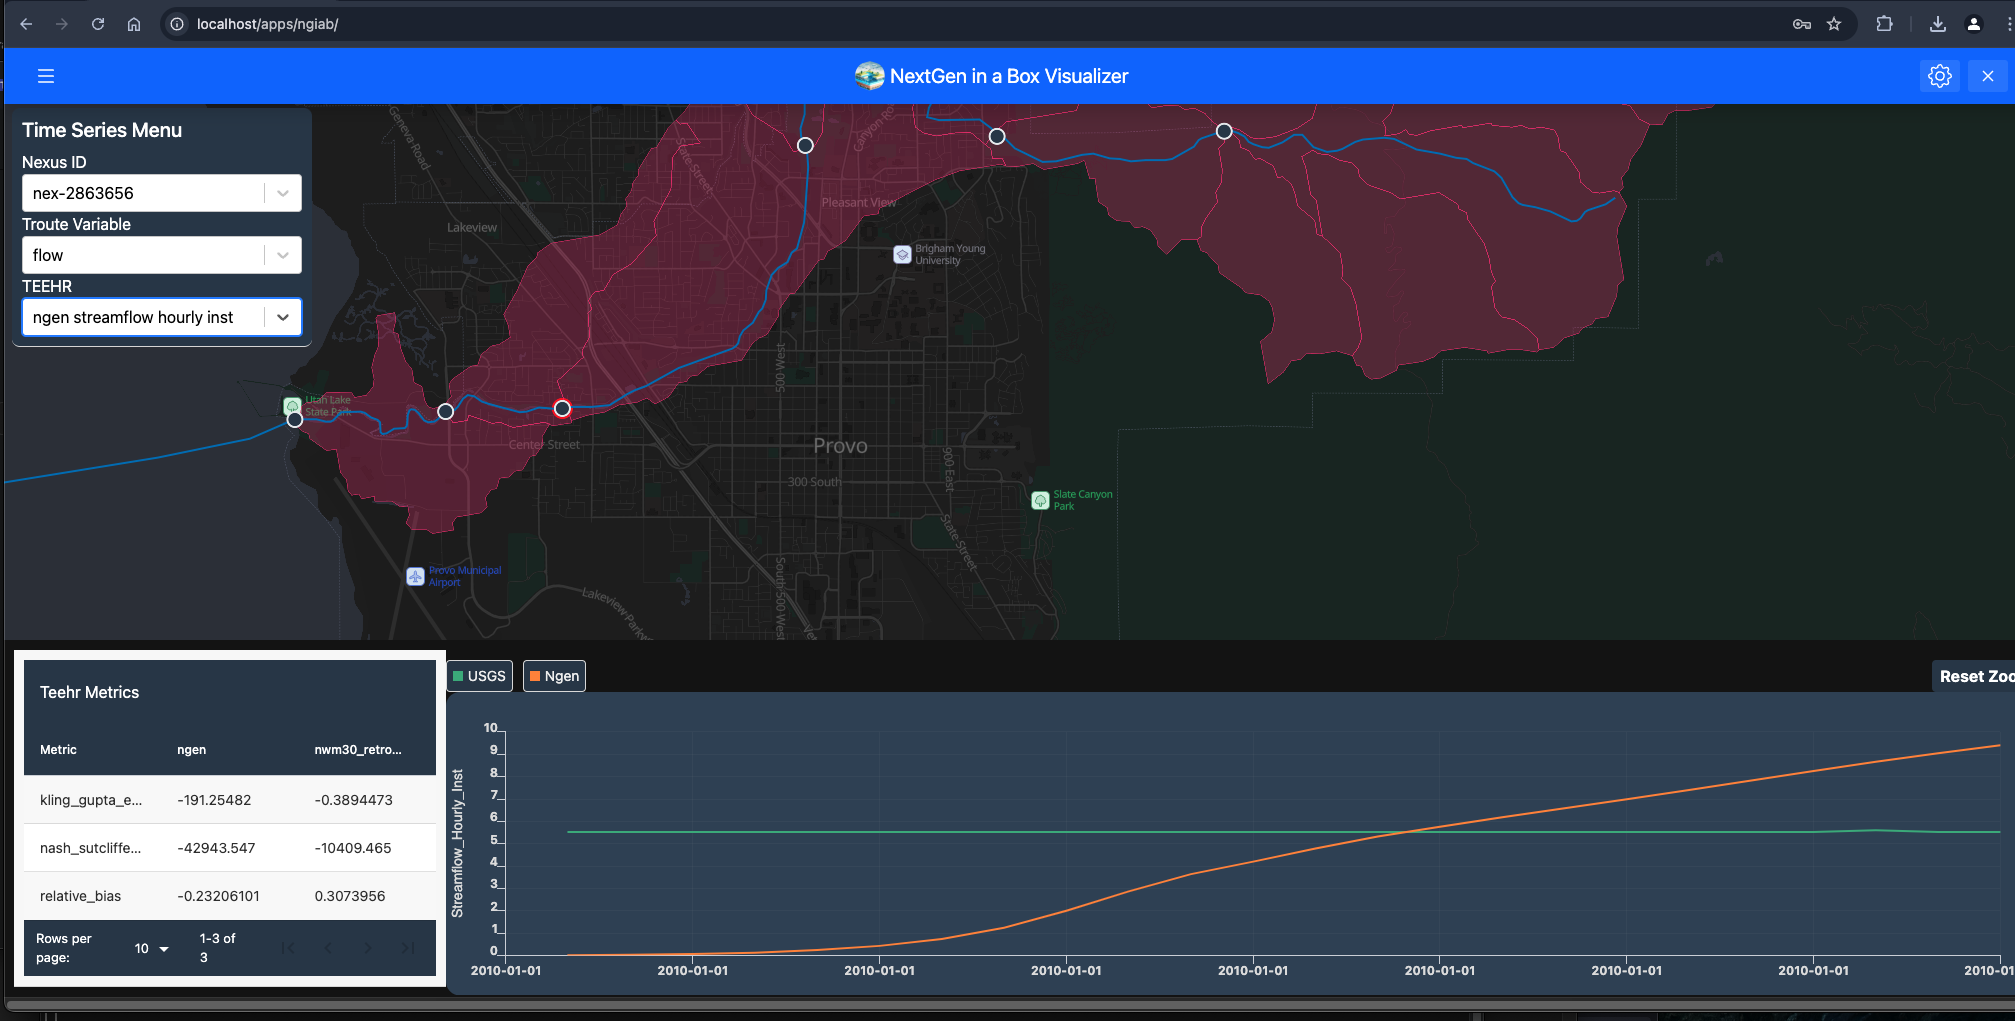 localhost/apps/ngiab/
NextGen in a Box Visualizer
Time Series Menu
Nexus ID
nex-2863656
Troute Variable
flow
TEEHR
ngen streamflow hourly inst
Geneva Road
State Street
Canyon Ro
Pleasant View
Lakeview
Brigham Young
University
500 West
Utah Lake
State Park
Center Street
Provo
900 East
300 South
Slate Canyon
Park
State Street
South 500 West
Provo Municipal
Airport
Lakeview Parkw
Teehr Metrics
Metric ngen nwm30_retro...
kling_gupta_e... -191.25482 -0.3894473
nash_sutcliffe... -42943.547 -10409.465
relative_bias -0.23206101 0.3073956
Rows per
page:
10
1-3 of
3
USGS Ngen
Reset Zoo
Streamflow_Hourly_Inst
10
9
8
7
6
5
4
3
2
1
0
2010-01-01 2010-01-01 2010-01-01 2010-01-01 2010-01-01 2010-01-01 2010-01-01 2010-01-01 2010-01